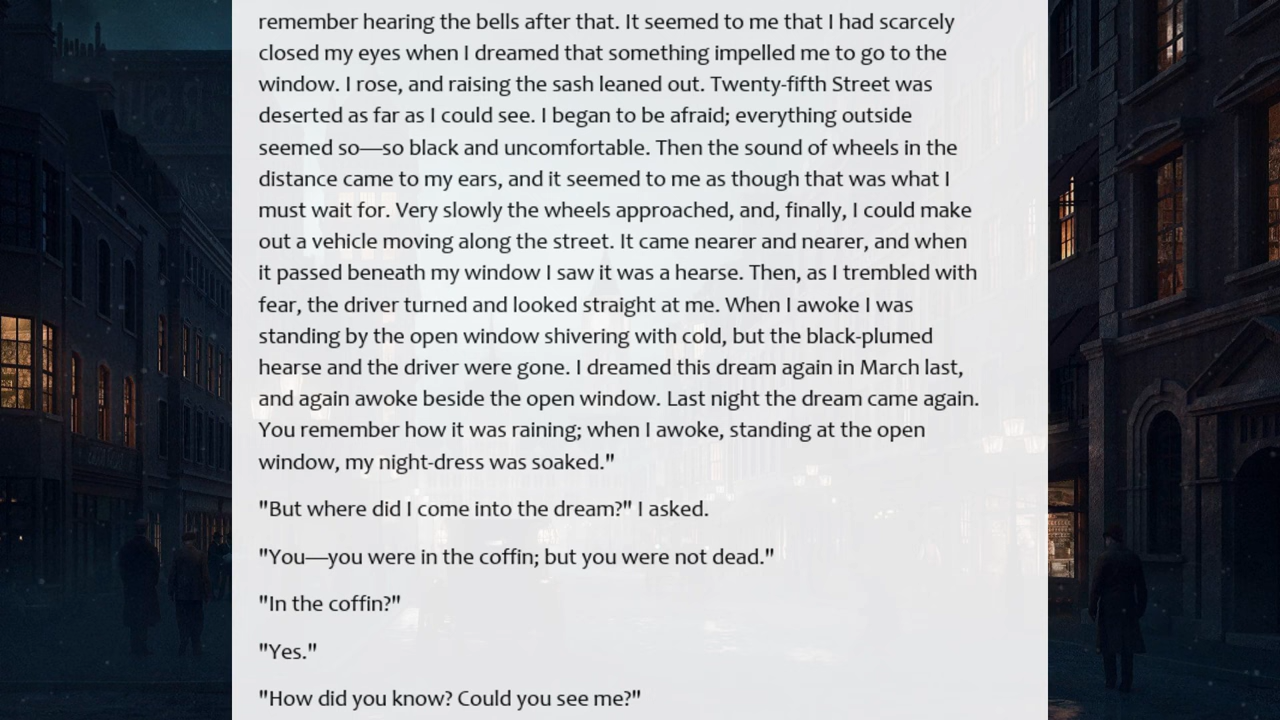 remember hearing the bells after that. It seemed to me that I had scarcely
closed my eyes when I dreamed that something impelled me to go to the
window. I rose, and raising the sash leaned out. Twenty-fifth Street was
deserted as far as I could see. I began to be afraid; everything outside
seemed so—so black and uncomfortable. Then the sound of wheels in the
distance came to my ears, and it seemed to me as though that was what I
must wait for. Very slowly the wheels approached, and, finally, I could make
out a vehicle moving along the street. It came nearer and nearer, and when
it passed beneath my window I saw it was a hearse. Then, as I trembled with
fear, the driver turned and looked straight at me. When I awoke I was
standing by the open window shivering with cold, but the black-plumed
hearse and the driver were gone. I dreamed this dream again in March last,
and again awoke beside the open window. Last night the dream came again.
You remember how it was raining; when I awoke, standing at the open
window, my night-dress was soaked."
"But where did I come into the dream?" I asked.
"You—you were in the coffin; but you were not dead."
"In the coffin?"
"Yes."
"How did you know? Could you see me?"